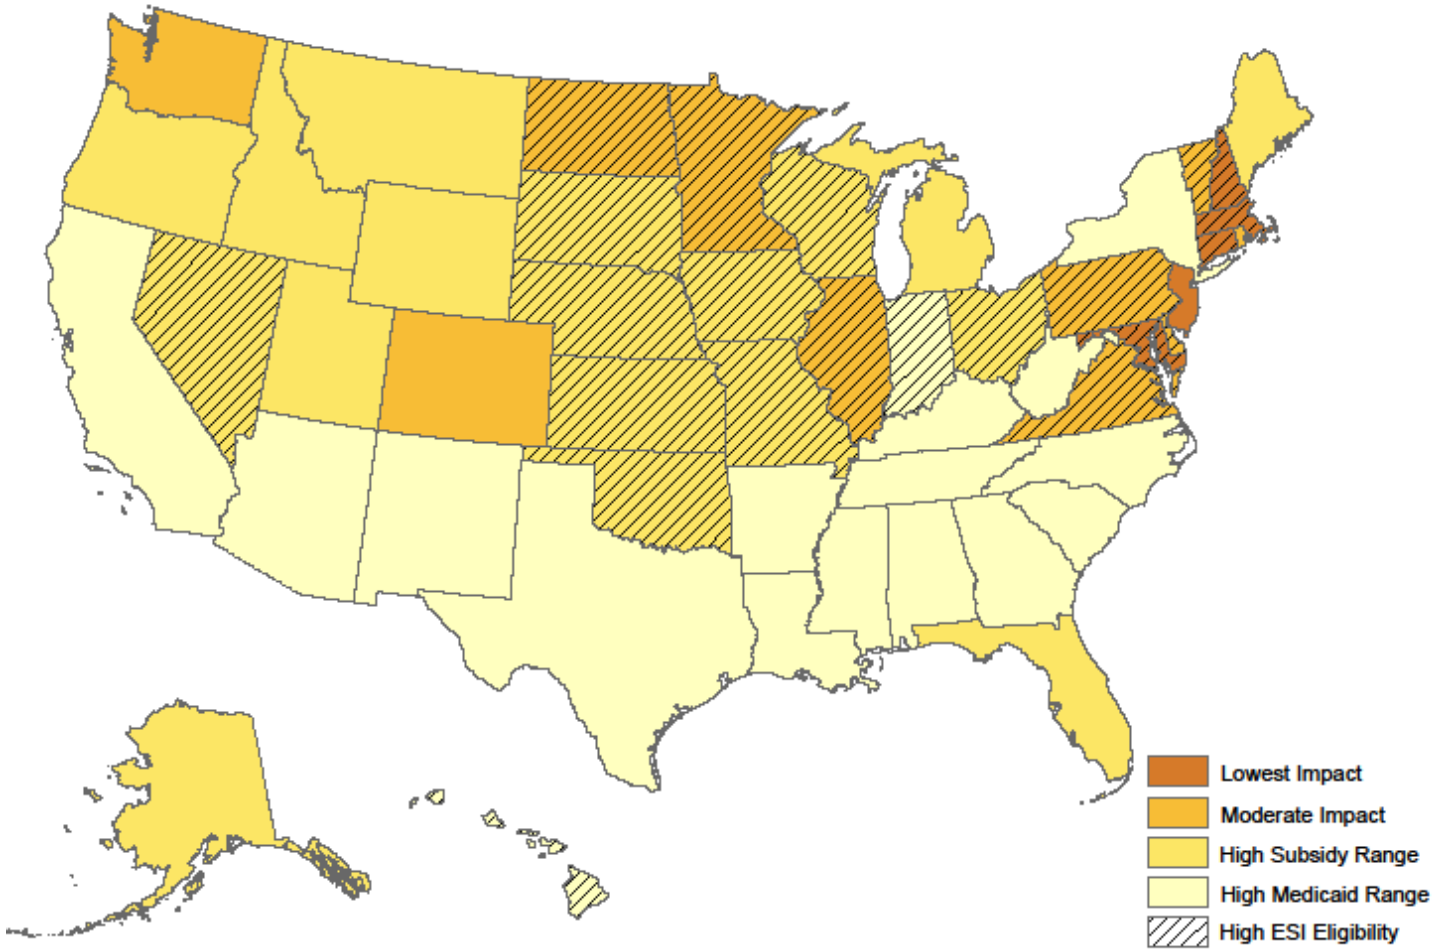 Lowest Impact
Moderate Impact
High Subsidy Range
High Medicaid Range
High ESI Eligibility